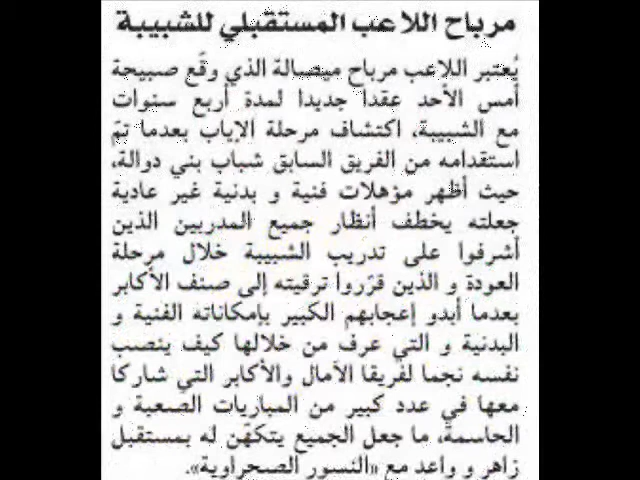 مرباح اللاعب المستقبلي للشبيبة
يُعتبر اللاعب مرباح ميصالة الذي وقّع صبيحة
أمس الأحد عقدا جديدا لمدة أربع سنوات
مع الشبيبة، اكتشاف مرحلة الإياب بعدما تمّ
استقدامه من الفريق السابق شباب بني دوالة،
حيث أظهر مؤهلات فنية و بدنية غير عادية
جعلته يخطف أنظار جميع المدربين الذين
أشرفوا على تدريب الشبيبة خلال مرحلة
العودة و الذين قرّروا ترقيته إلى صنف الأكابر
بعدما أبدو إعجابهم الكبير بإمكاناته الفنية و
البدنية و التي عرف من خلالها كيف ينصب
نفسه نجما لفريقا الآمال والأكابر التي شاركا
معها في عدد كبير من المباريات الصعبة و
الحاسمة، ما جعل الجميع يتكهّن له بمستقبل
زاهر و واعد مع «النسور الصحراوية».